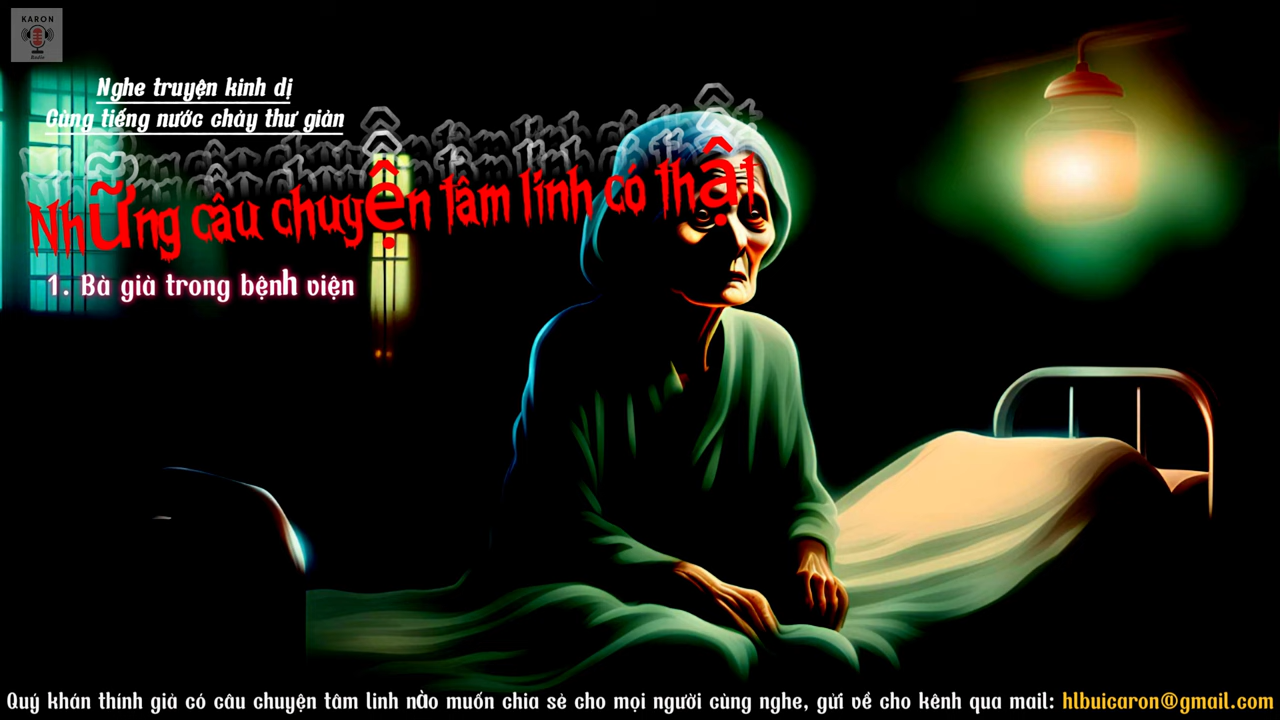 KARON
Radio
Nghe truyện kinh dị
Cùng tiếng nước chảy thư giản
Những câu chuyện tâm linh có thật
1. Bà già trong bệnh viện
Quý khán thính giả có câu chuyện tâm linh nào muốn chia sẻ cho mọi người cùng nghe, gửi về cho kênh qua mail: hlbuicaron@gmail.com